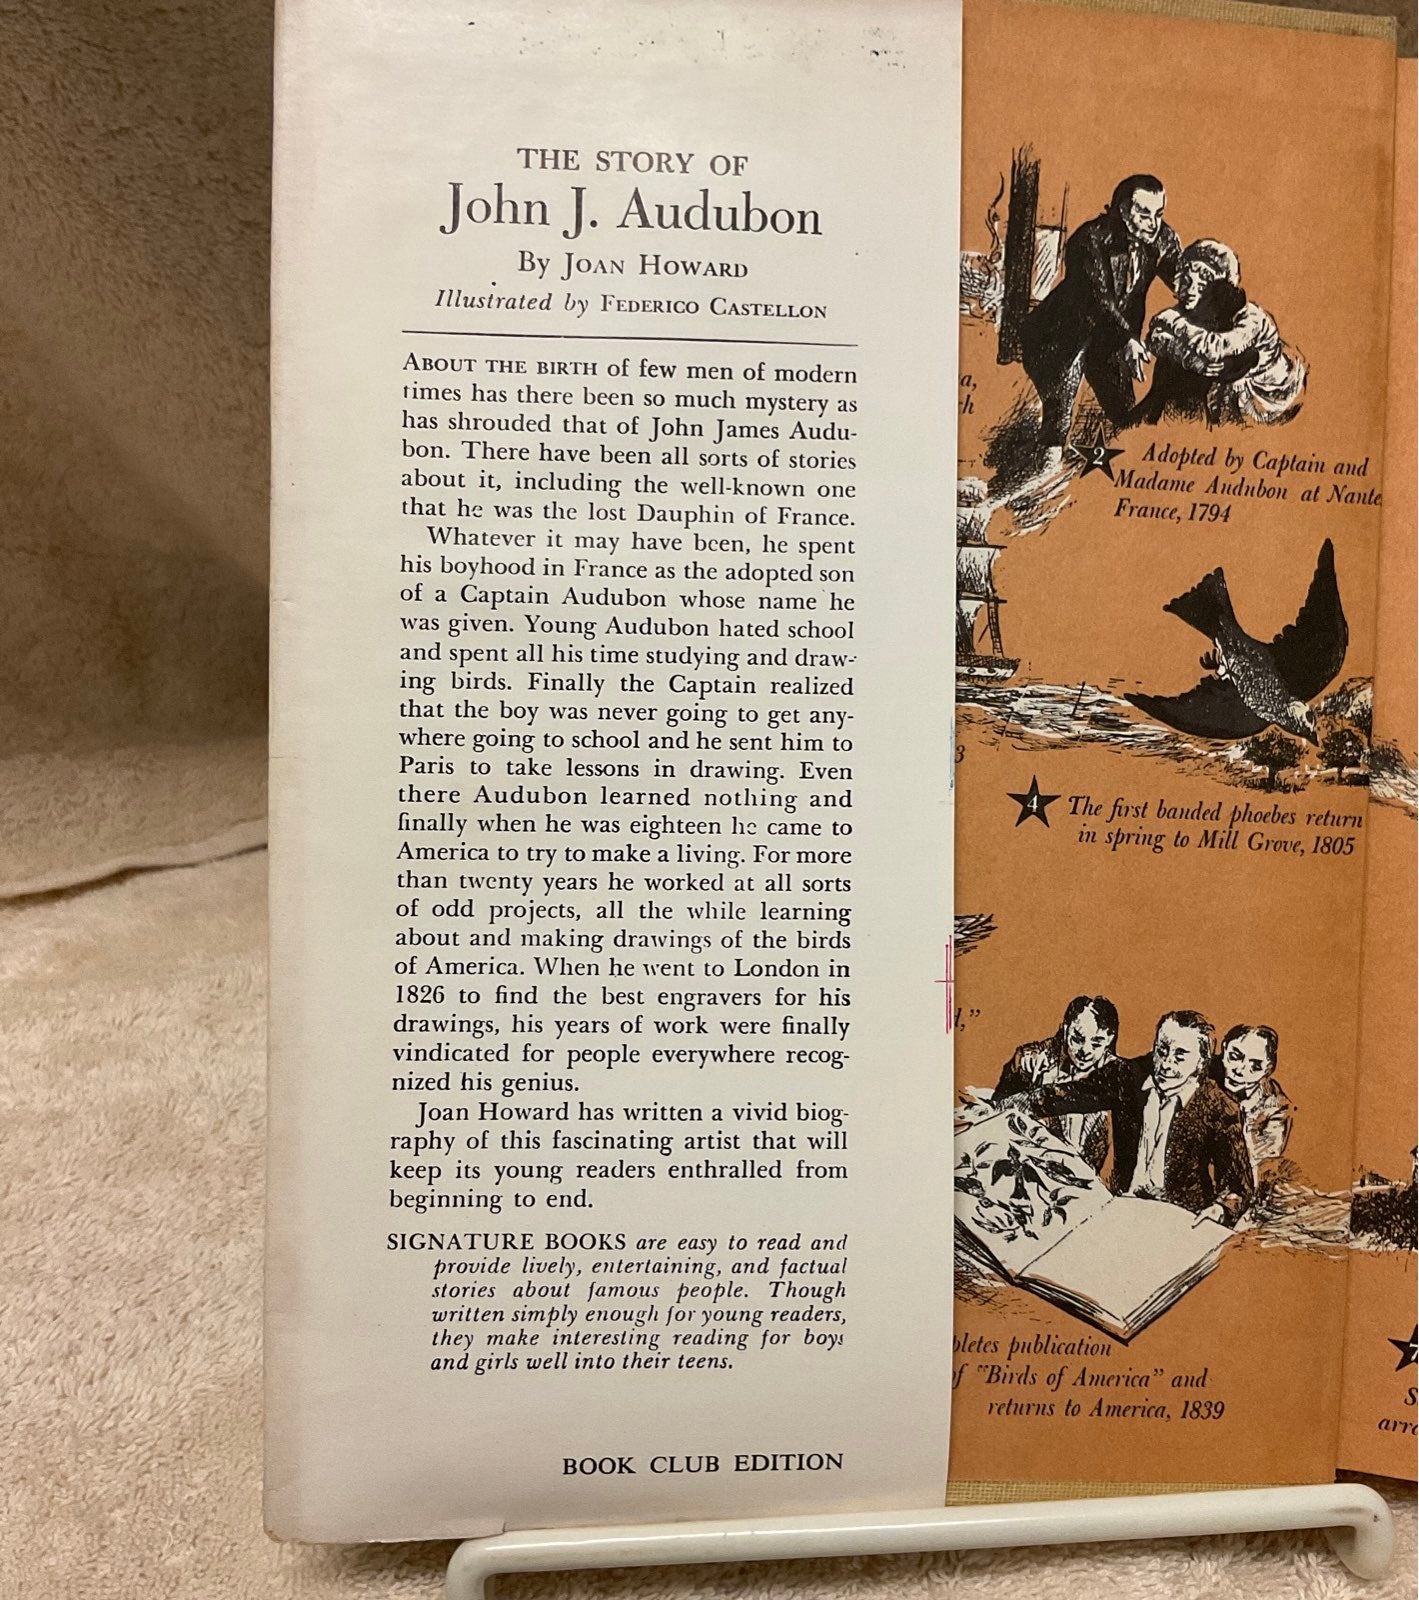 THE STORY OF
John J. Audubon
By JOAN HOWARD
Illustrated by FEDERICO CASTELLON
ABOUT THE BIRTH of few men of modern
times has there been so much mystery as
has shrouded that of John James Audu-
bon. There have been all sorts of stories
about it, including the well-known one
that he was the lost Dauphin of France.
Whatever it may have been, he spent
his boyhood in France as the adopted son
of a Captain Audubon whose name he
was given. Young Audubon hated school
and spent all his time studying and draw-
ing birds. Finally the Captain realized
that the boy was never going to get any-
where going to school and he sent him to
Paris to take lessons in drawing. Even
there Audubon learned nothing and
finally when he was eighteen he came to
America to try to make a living. For more
than twenty years he worked at all sorts
of odd projects, all the while learning
about and making drawings of the birds
of America. When he went to London in
1826 to find the best engravers for his
drawings, his years of work were finally
vindicated for people everywhere recog-
nized his genius.
Joan Howard has written a vivid biog-
raphy of this fascinating artist that will
keep its young readers enthralled from
beginning to end.
SIGNATURE BOOKS are easy to read and
provide lively, entertaining, and factual
stories about famous people. Though
written simply enough for young readers,
they make interesting reading for boys
and girls well into their teens.
BOOK CLUB EDITION
2 Adopted by Captain and
Madame Audubon at Nante
France, 1794
3
4 The first banded phoebes return
in spring to Mill Grove, 1805
pletes publication
of "Birds of America" and
returns to America, 1839
7